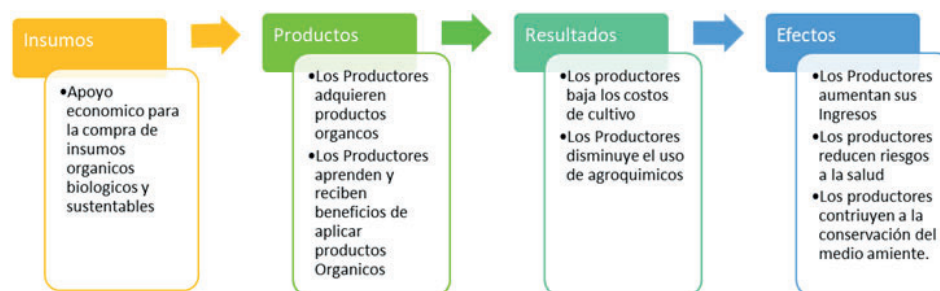 Insumos
•Apoyo
economico para
la compra de
insumos
organicos
biologicos y
sustentables
Productos
•Los Productores
adquieren
productos
organcos
•Los Productores
aprenden y
reciben
beneficios de
aplicar
productos
Organicos
Resultados
•Los productores
baja los costos
de cultivo
•Los Productores
disminuye el uso
de agroquimicos
Efectos
•Los Productores
aumentan sus
Ingresos
•Los productores
reducen riesgos
a la salud
•Los productores
contriuyen a la
conservación del
medio amiente.